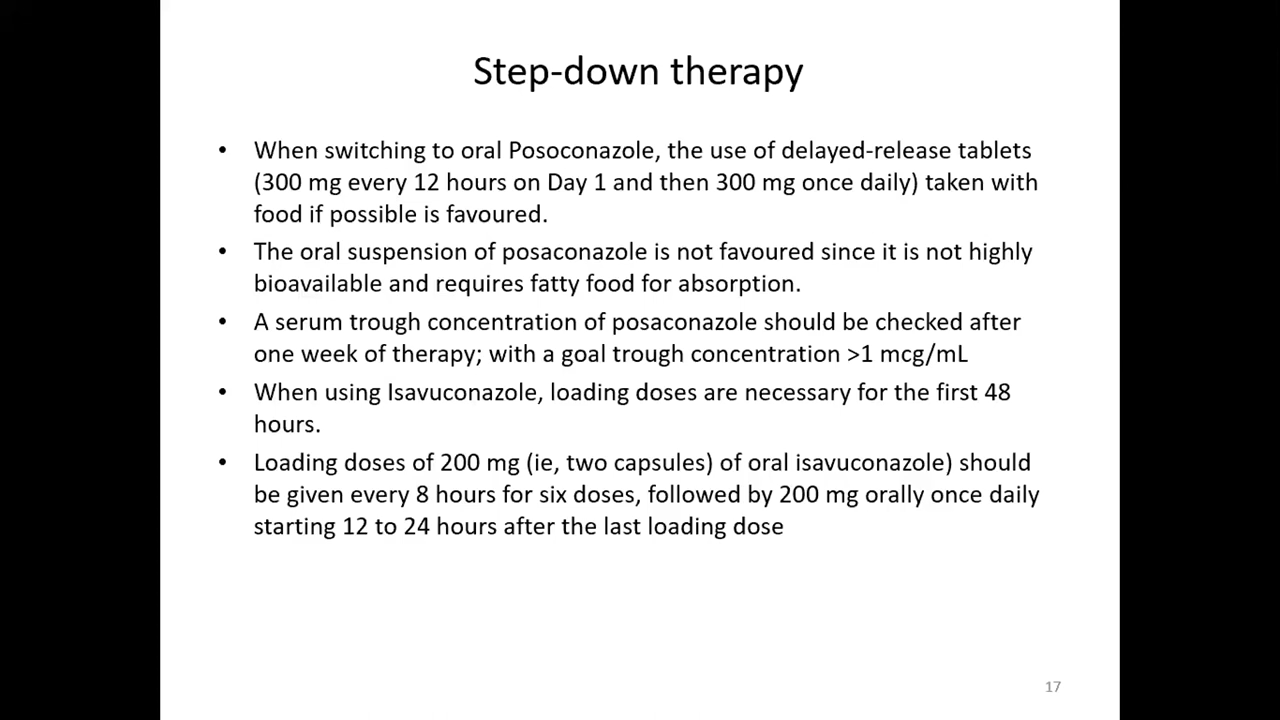 Step-down therapy
• When switching to oral Posoconazole, the use of delayed-release tablets
(300 mg every 12 hours on Day 1 and then 300 mg once daily) taken with
food if possible is favoured.
• The oral suspension of posaconazole is not favoured since it is not highly
bioavailable and requires fatty food for absorption.
• A serum trough concentration of posaconazole should be checked after
one week of therapy; with a goal trough concentration >1 mcg/mL
• When using Isavuconazole, loading doses are necessary for the first 48
hours.
• Loading doses of 200 mg (ie, two capsules) of oral isavuconazole) should
be given every 8 hours for six doses, followed by 200 mg orally once daily
starting 12 to 24 hours after the last loading dose
17